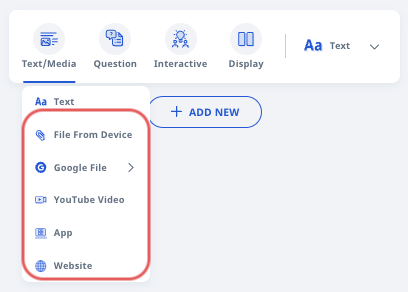 Text/Media Question Interactive Display Aa Text
Aa Text
ADD NEW
File From Device
Google File
YouTube Video
App
Website